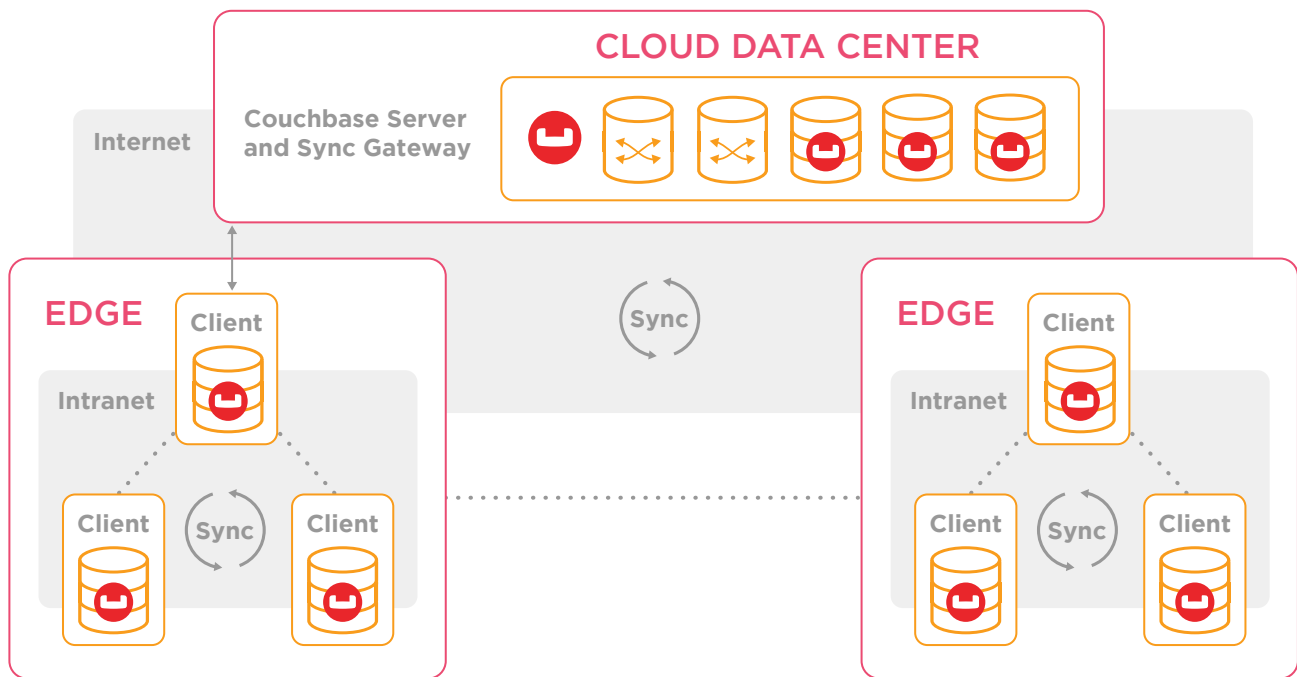 CLOUD DATA CENTER
Internet
Couchbase Server
and Sync Gateway
Sync
EDGE
Client
Intranet
Client
Sync
Client
EDGE
Client
Intranet
Client
Sync
Client